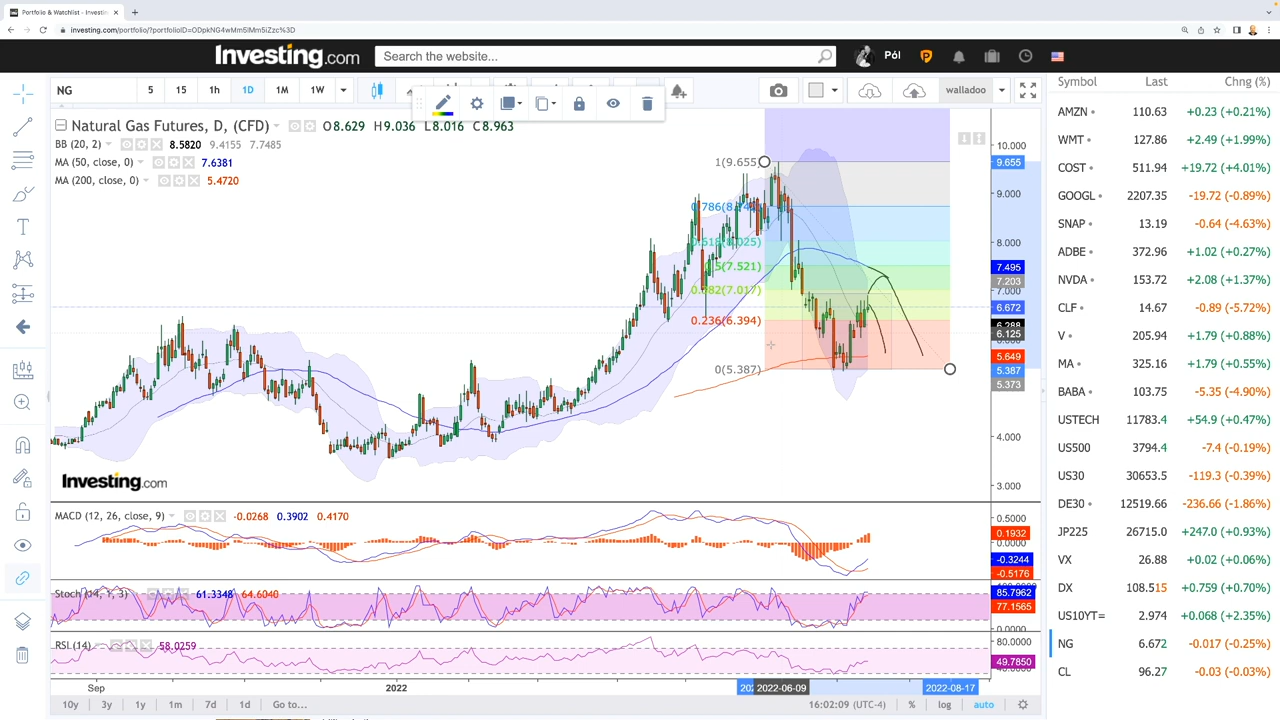 Portfolio & Watchlist - Investin
investing.com/portfolio/?portfolioID=ODpkNG4wMm5lMm5iZzc%3D
Investing.com
Search the website...
Pól
NG
5 15 1h 1D 1M 1W
walladoo
Natural Gas Futures, D, (CFD) O8.629 H9.036 L8.016 C8.963
BB (20, 2) 8.5820 9.4155 7.7485
MA (50, close, 0) 7.6381
MA (200, close, 0) 5.4720
1(9.655)
0.5(7.521)
0.236(6.394)
0(5.387)
10.000
9.655
9.000
8.000
7.495
7.203
7.000
6.672
6.288
6.125
5.649
5.387
5.373
4.000
3.000
Investing.com
MACD (12, 26, close, 9) -0.0268 0.3902 0.4170
0.5000
0.1932
0.0000
-0.3244
-0.5176
Stoch (14, 1, 3) 61.3348 64.6040
85.7962
77.1565
0.0000
RSI (14) 58.0259
80.0000
49.7850
Sep 2022 2022-06-09 2022-08-17
10y 3y 1y 1m 7d 1d Go to... 16:02:09 (UTC-4) % log auto
Symbol Last Chng (%)
AMZN 110.63 +0.23 (+0.21%)
WMT 127.86 +2.49 (+1.99%)
COST 511.94 +19.72 (+4.01%)
GOOGL 2207.35 -19.72 (-0.89%)
SNAP 13.19 -0.64 (-4.63%)
ADBE 372.96 +1.02 (+0.27%)
NVDA 153.72 +2.08 (+1.37%)
CLF 14.67 -0.89 (-5.72%)
V 205.94 +1.79 (+0.88%)
MA 325.16 +1.79 (+0.55%)
BABA 103.75 -5.35 (-4.90%)
USTECH 11783.4 +54.9 (+0.47%)
US500 3794.4 -7.4 (-0.19%)
US30 30653.5 -119.3 (-0.39%)
DE30 12519.66 -236.66 (-1.86%)
JP225 26715.0 +247.0 (+0.93%)
VX 26.88 +0.02 (+0.06%)
DX 108.515 +0.759 (+0.70%)
US10YT= 2.974 +0.068 (+2.35%)
NG 6.672 -0.017 (-0.25%)
CL 96.27 -0.03 (-0.03%)